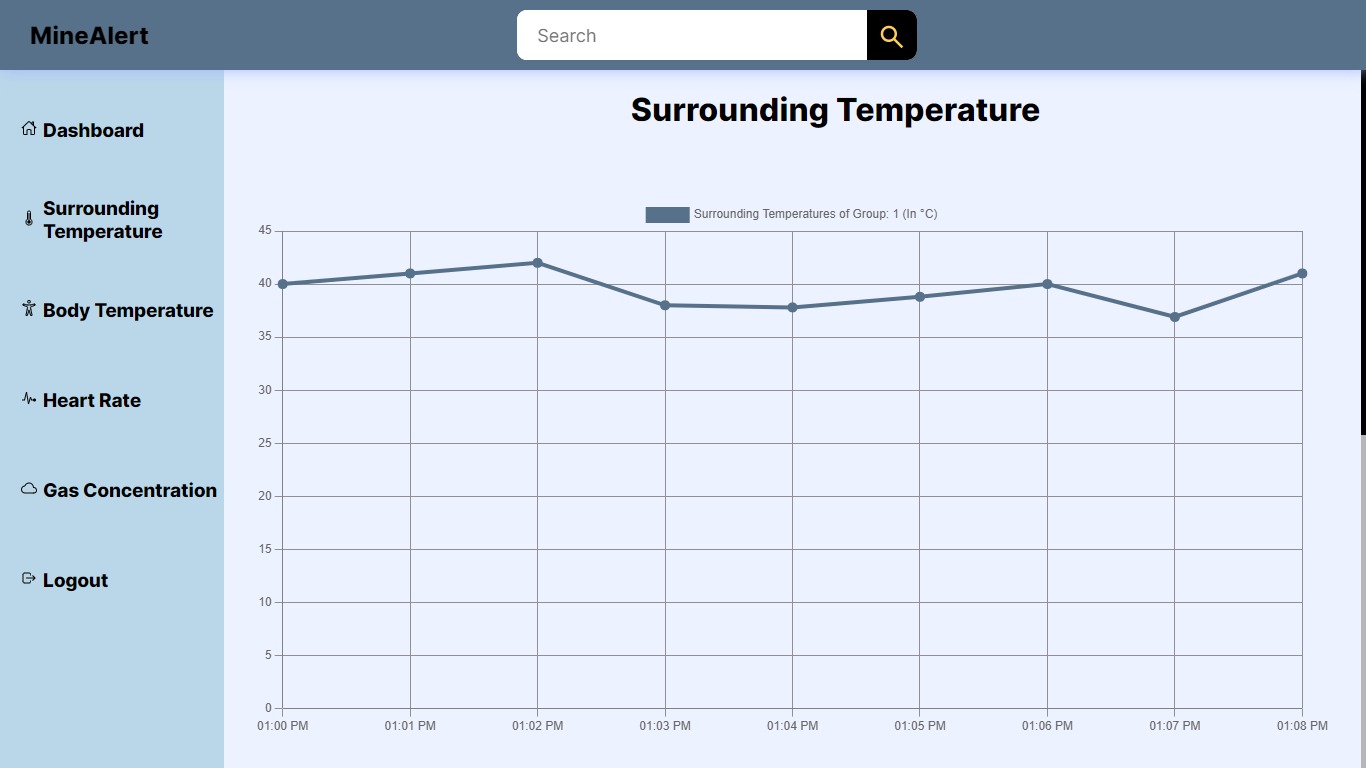 MineAlert
Search
Dashboard
Surrounding
Temperature
Body Temperature
Heart Rate
Gas Concentration
Logout
Surrounding Temperature
Surrounding Temperatures of Group: 1 (In °C)
45
40
35
30
25
20
15
10
5
0
01:00 PM 01:01 PM 01:02 PM 01:03 PM 01:04 PM 01:05 PM 01:06 PM 01:07 PM 01:08 PM